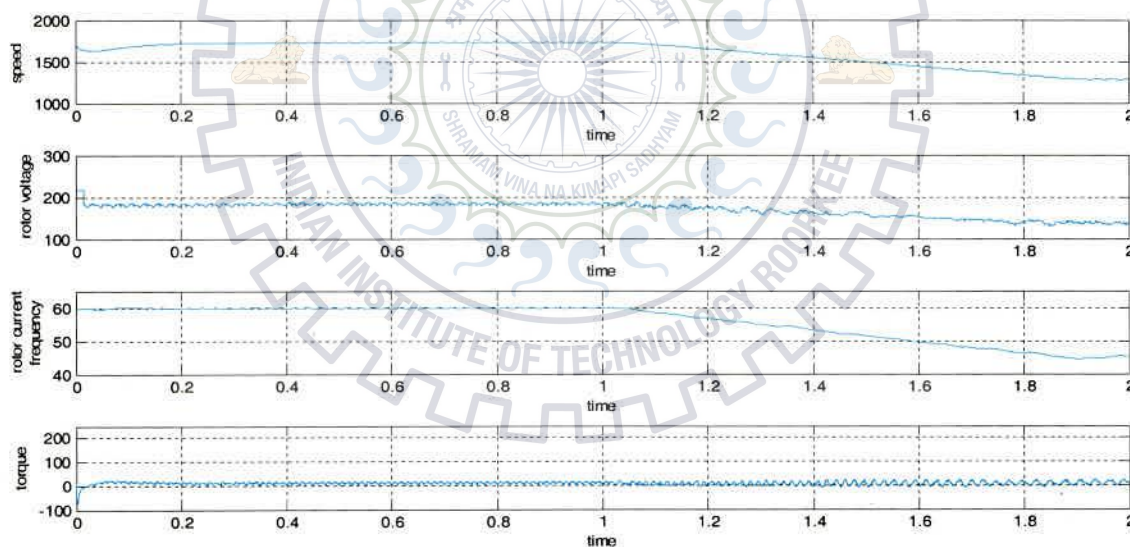 2000
1500
1000
speed
0 0.2 0.4 0.6 0.8 1 1.2 1.4 1.6 1.8 2
time
300
200
100
rotor voltage
0 0.2 0.4 0.6 0.8 1 1.2 1.4 1.6 1.8 2
time
60
50
40
rotor current
frequency
0 0.2 0.4 0.6 0.8 1 1.2 1.4 1.6 1.8 2
time
200
100
0
-100
torque
0 0.2 0.4 0.6 0.8 1 1.2 1.4 1.6 1.8 2
time
SHRAMAM VINA NA KIMAPI SADHYAM
INDIAN INSTITUTE OF TECHNOLOGY ROORKEE